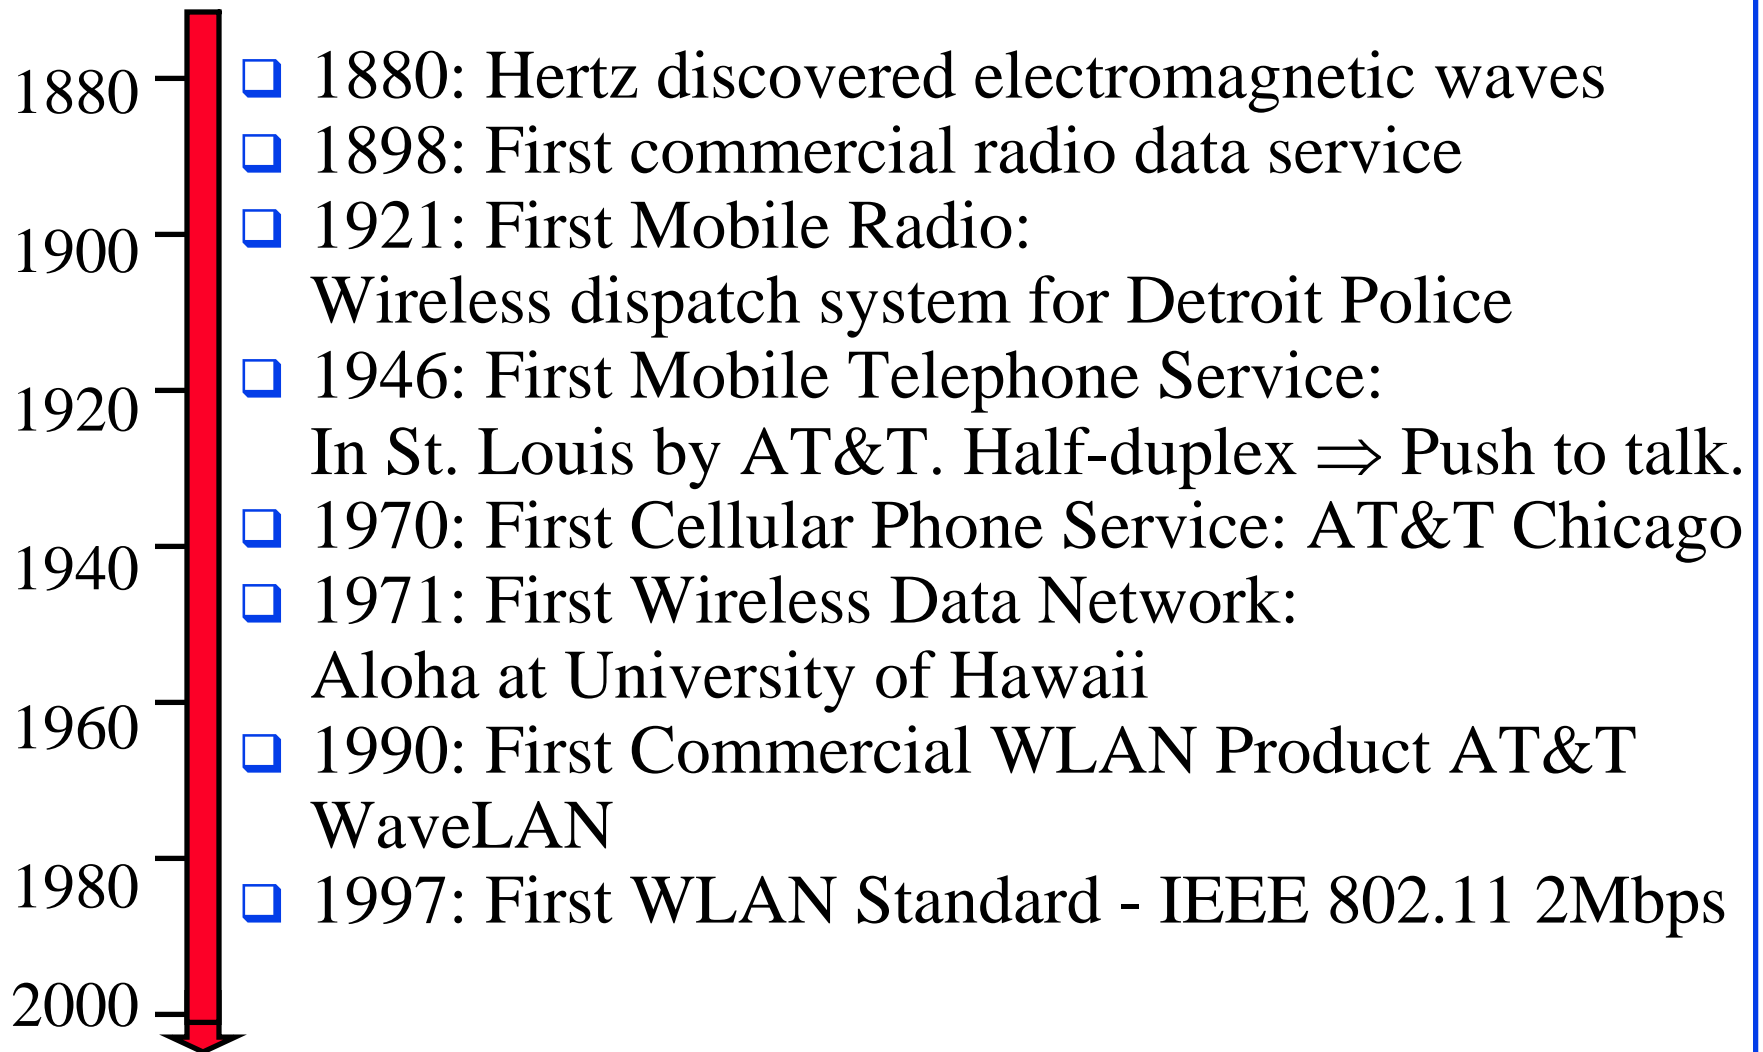 1880
1900
1920
1940
1960
1980
2000
❑ 1880: Hertz discovered electromagnetic waves
❑ 1898: First commercial radio data service
❑ 1921: First Mobile Radio:
Wireless dispatch system for Detroit Police
❑ 1946: First Mobile Telephone Service:
In St. Louis by AT&T. Half-duplex ⇒ Push to talk.
❑ 1970: First Cellular Phone Service: AT&T Chicago
❑ 1971: First Wireless Data Network:
Aloha at University of Hawaii
❑ 1990: First Commercial WLAN Product AT&T
WaveLAN
❑ 1997: First WLAN Standard - IEEE 802.11 2Mbps